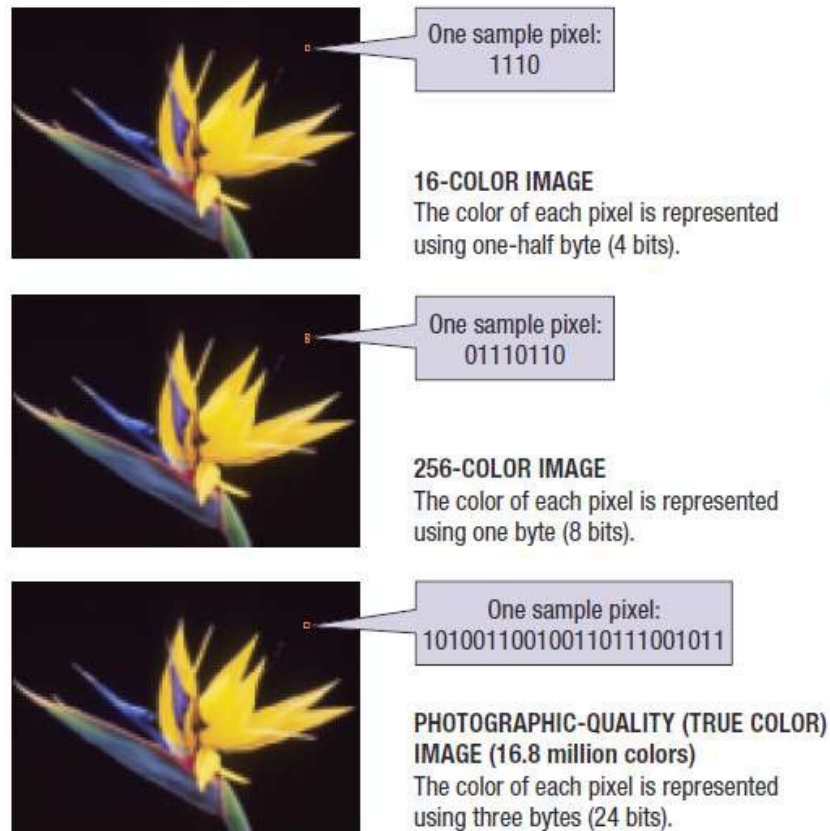 One sample pixel:
1110
16-COLOR IMAGE
The color of each pixel is represented
using one-half byte (4 bits).
One sample pixel:
01110110
256-COLOR IMAGE
The color of each pixel is represented
using one byte (8 bits).
One sample pixel:
101001100100110111001011
PHOTOGRAPHIC-QUALITY (TRUE COLOR)
IMAGE (16.8 million colors)
The color of each pixel is represented
using three bytes (24 bits).